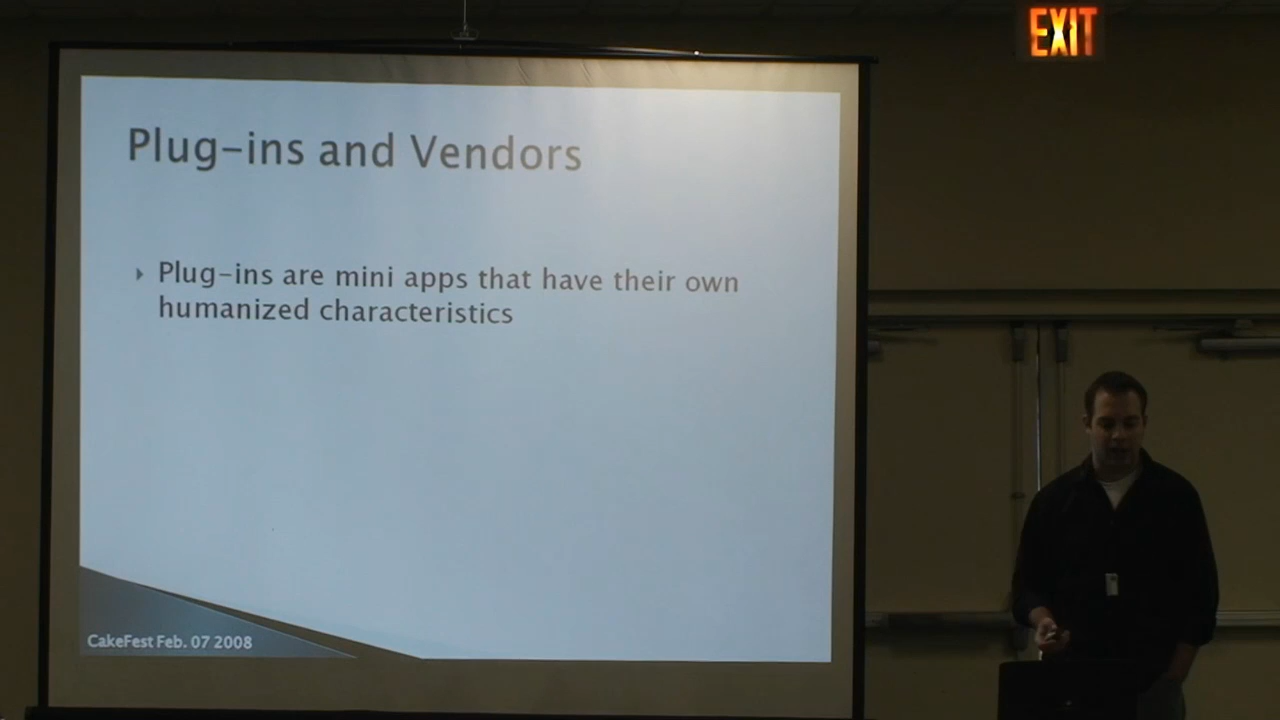 EXIT
Plug-ins and Vendors
Plug-ins are mini apps that have their own
humanized characteristics
CakeFest Feb. 07 2008